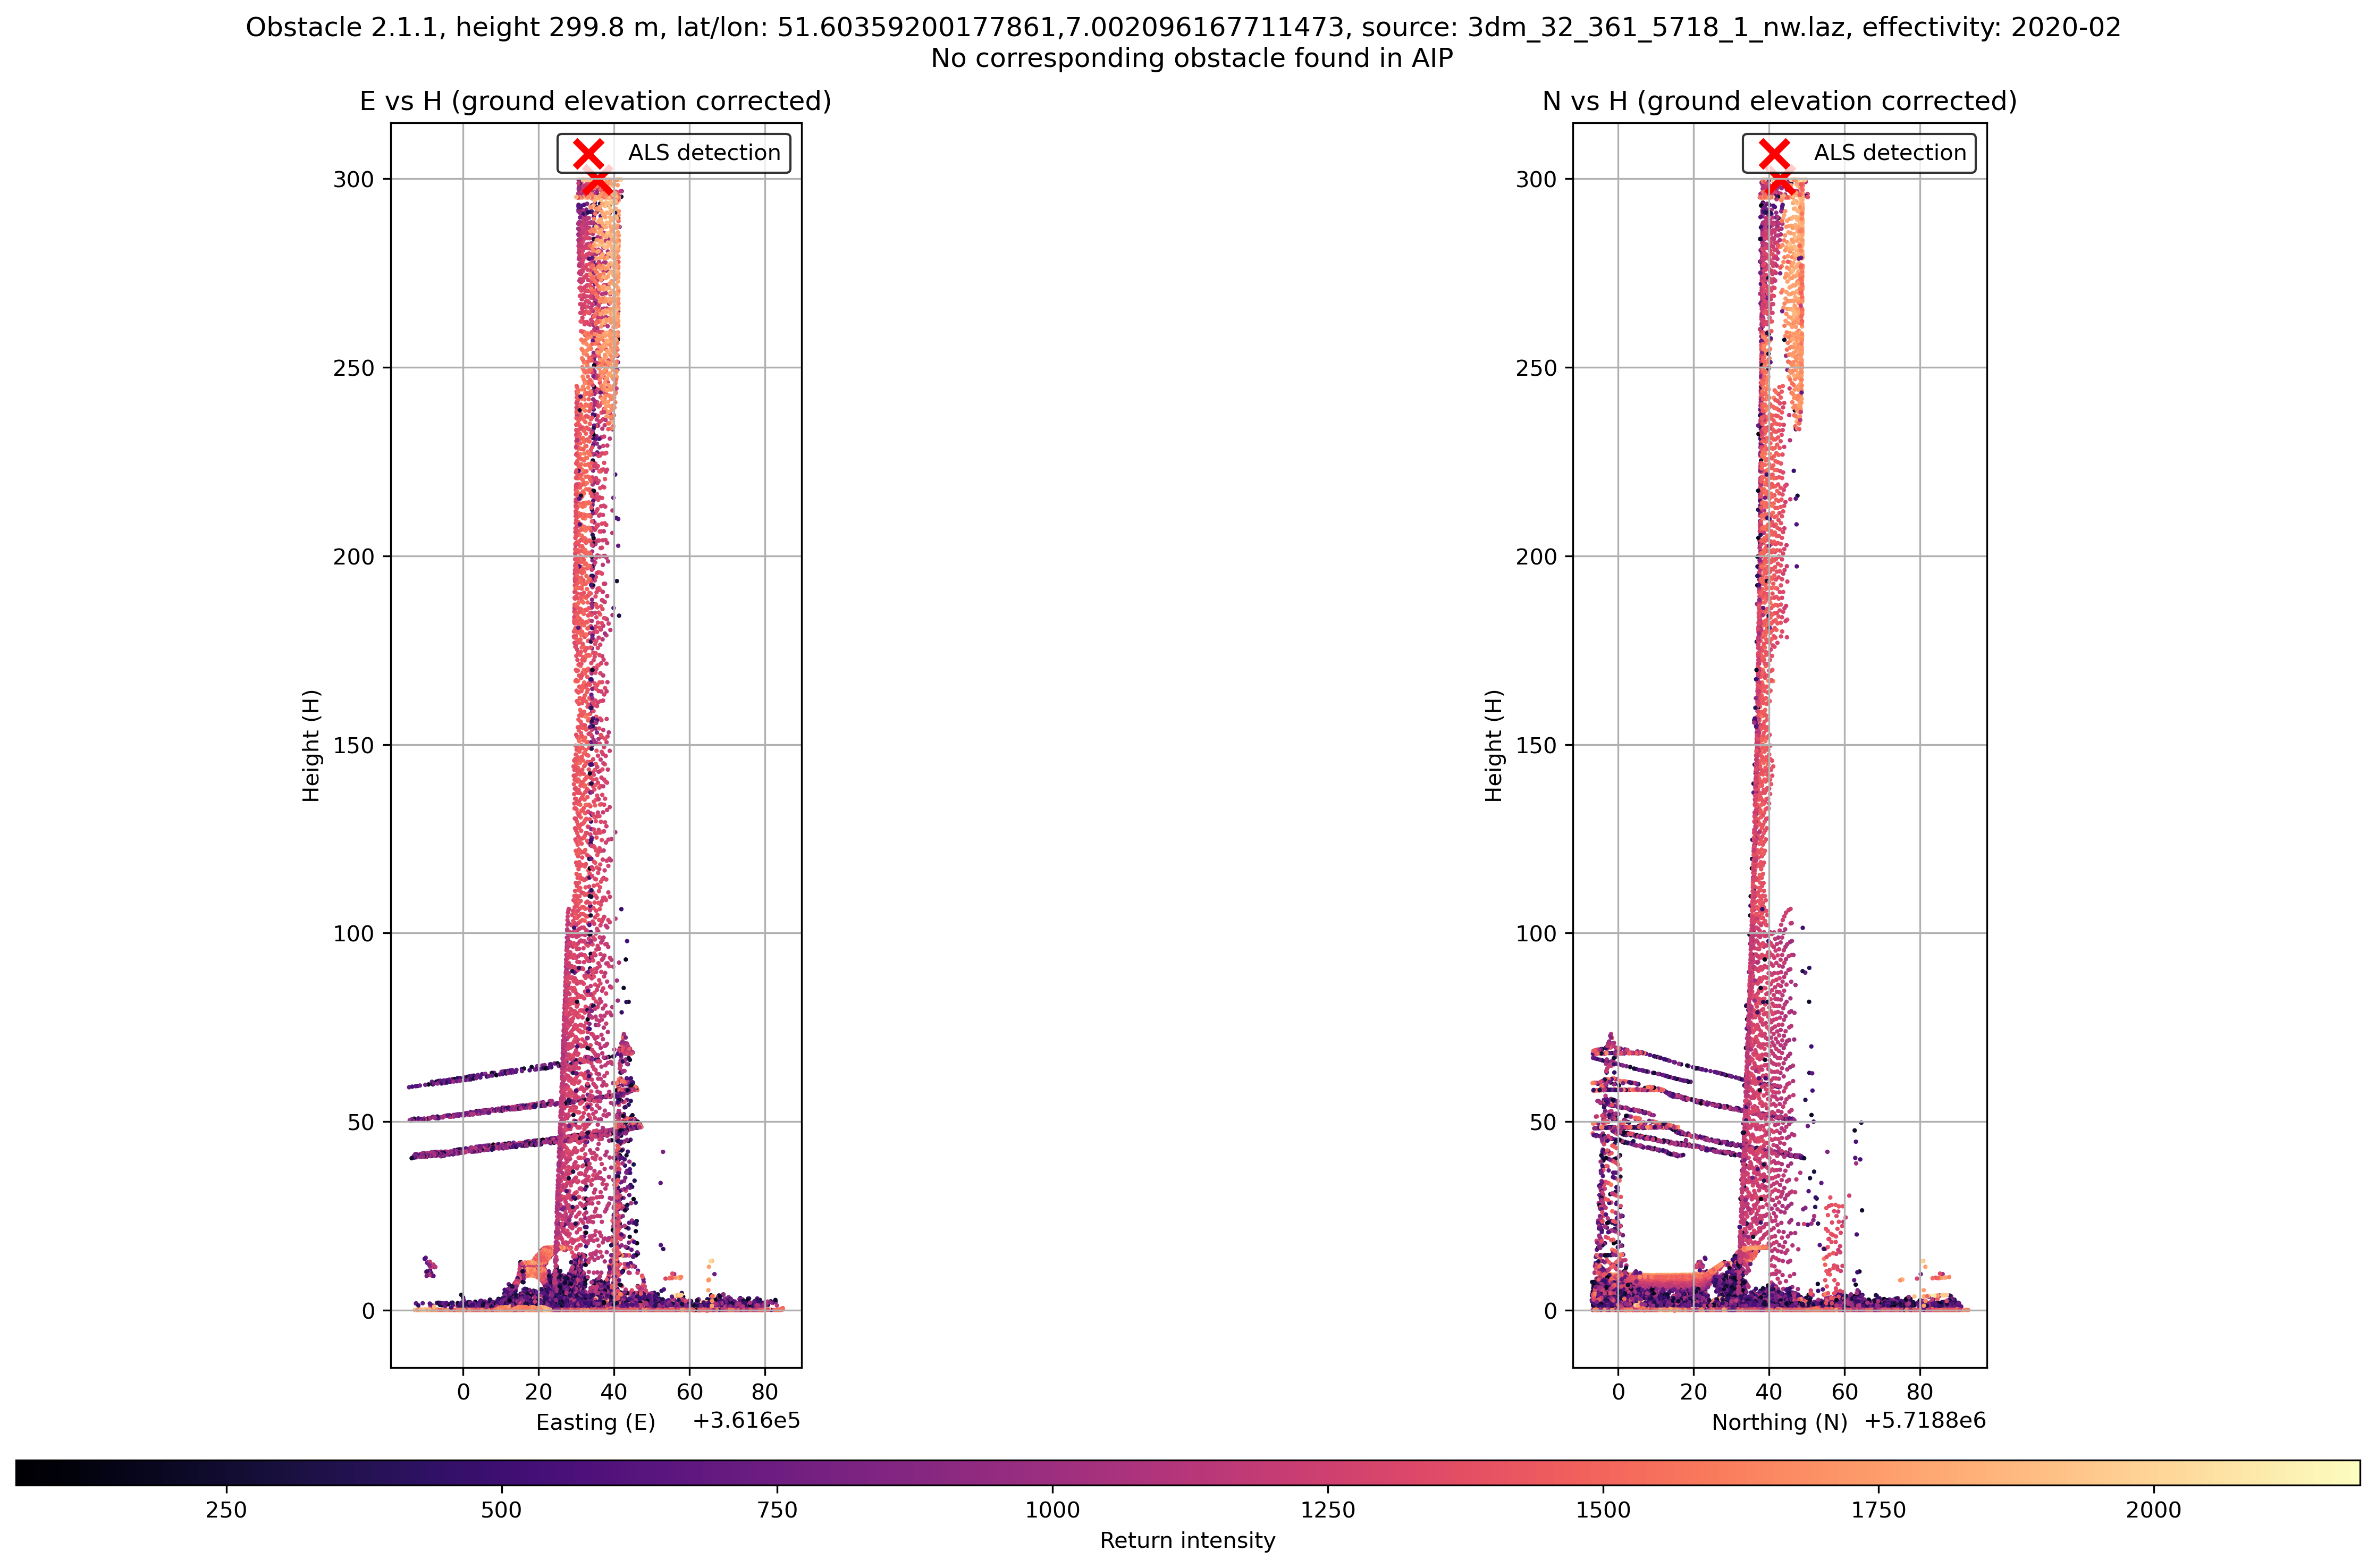 Obstacle 2.1.1, height 299.8 m, lat/lon: 51.60359200177861,7.002096167711473, source: 3dm_32_361_5718_1_nw.laz, effectivity: 2020-02
No corresponding obstacle found in AIP
E vs H (ground elevation corrected)
ALS detection
300
250
200
150
100
50
0
Height (H)
0 20 40 60 80
Easting (E) +3.616e5
N vs H (ground elevation corrected)
ALS detection
300
250
200
150
100
50
0
Height (H)
0 20 40 60 80
Northing (N) +5.7188e6
250 500 750 1000 1250 1500 1750 2000
Return intensity